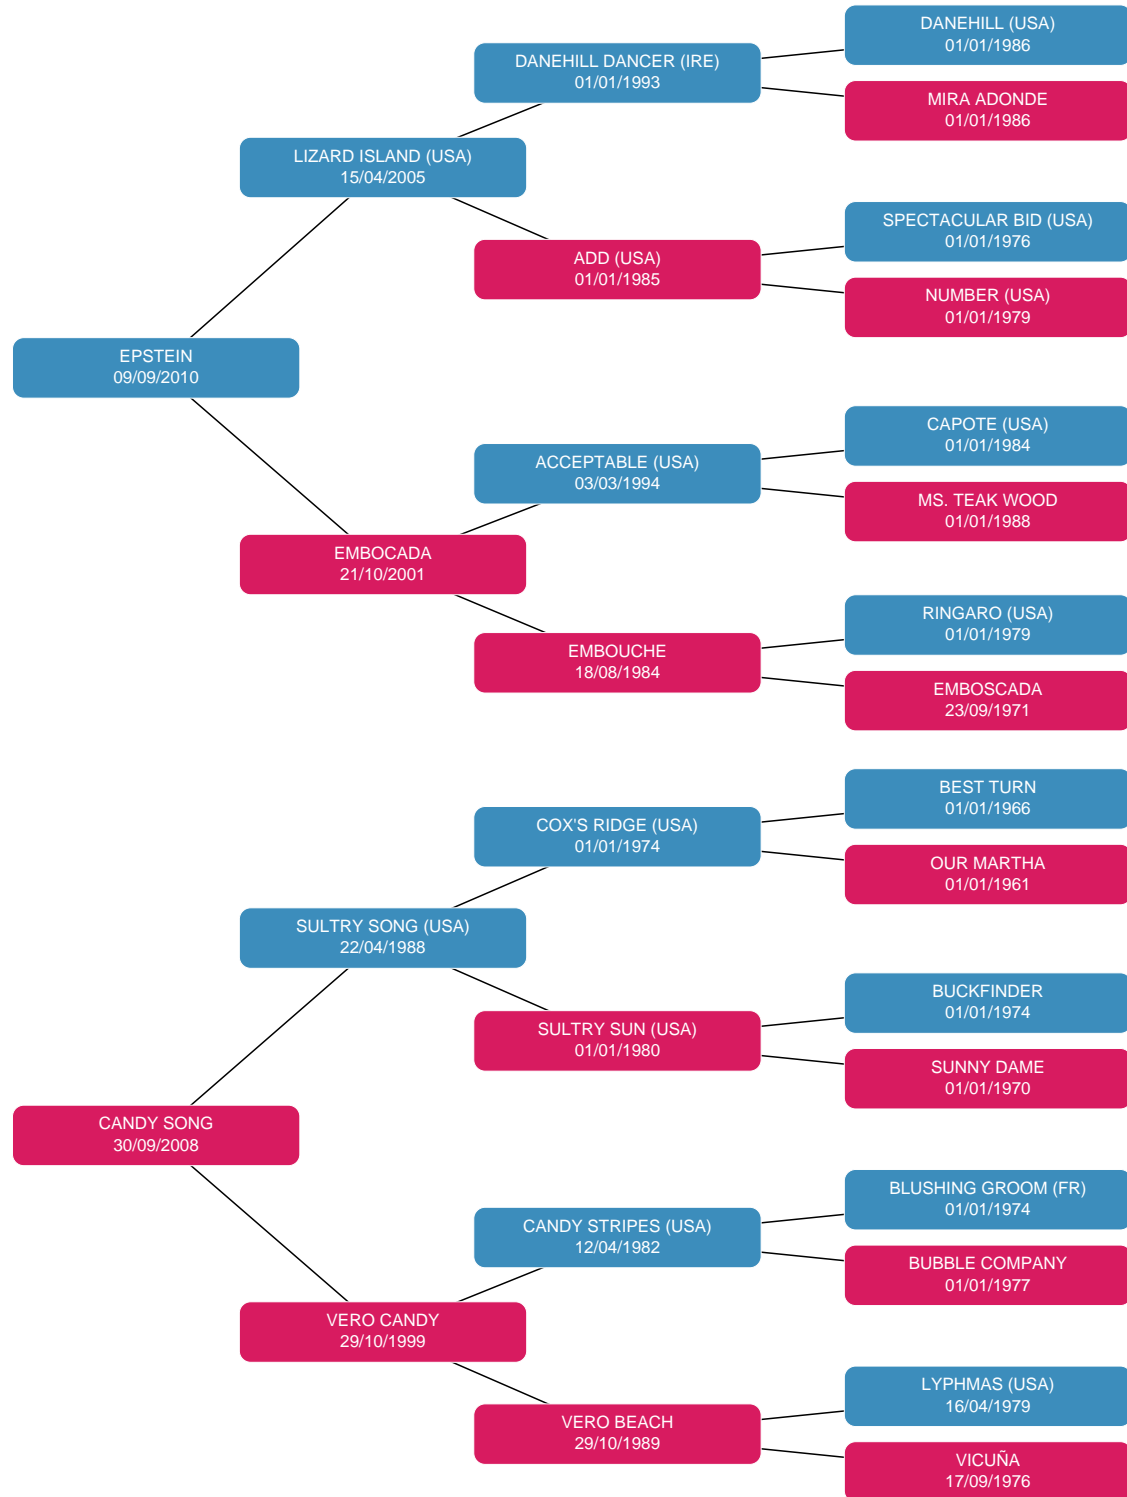 DANEHILL (USA)
01/01/1986
DANEHILL DANCER (IRE)
01/01/1993
MIRA ADONDE
01/01/1986
LIZARD ISLAND (USA)
15/04/2005
SPECTACULAR BID (USA)
01/01/1976
ADD (USA)
01/01/1985
NUMBER (USA)
01/01/1979
EPSTEIN
09/09/2010
CAPOTE (USA)
01/01/1984
ACCEPTABLE (USA)
03/03/1994
MS. TEAK WOOD
01/01/1988
EMBOCADA
21/10/2001
RINGARO (USA)
01/01/1979
EMBOUCHE
18/08/1984
EMBOSCADA
23/09/1971
BEST TURN
01/01/1966
COX'S RIDGE (USA)
01/01/1974
OUR MARTHA
01/01/1961
SULTRY SONG (USA)
22/04/1988
BUCKFINDER
01/01/1974
SULTRY SUN (USA)
01/01/1980
SUNNY DAME
01/01/1970
CANDY SONG
30/09/2008
BLUSHING GROOM (FR)
01/01/1974
CANDY STRIPES (USA)
12/04/1982
BUBBLE COMPANY
01/01/1977
VERO CANDY
29/10/1999
LYPHMAS (USA)
16/04/1979
VERO BEACH
29/10/1989
VICUÑA
17/09/1976